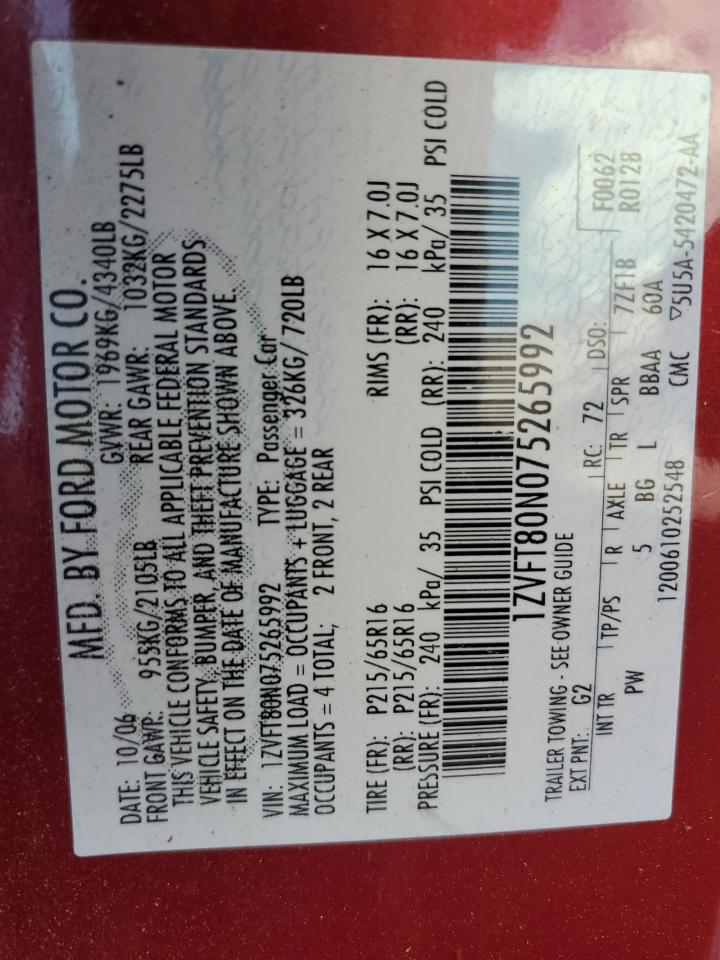 MFD. BY FORD MOTOR CO.
DATE: 10/06 GVWR: 1969KG/4340LB
FRONT GAWR: 955KG/2105LB REAR GAWR: 1032KG/2275LB
THIS VEHICLE CONFORMS TO ALL APPLICABLE FEDERAL MOTOR
VEHICLE SAFETY, BUMPER, AND THEFT PREVENTION STANDARDS
IN EFFECT ON THE DATE OF MANUFACTURE SHOWN ABOVE.
VIN: 1ZVFT80N075265992 TYPE: Passenger Car
MAXIMUM LOAD = OCCUPANTS + LUGGAGE = 326KG/ 720LB
OCCUPANTS = 4 TOTAL, 2 FRONT, 2 REAR
TIRE (FR): P215/65R16 RIMS (FR): 16 X 7.0J
(RR): P215/65R16 (RR): 16 X 7.0J
PRESSURE (FR): 240 kPa/ 35 PSI COLD (RR): 240 kPa/ 35 PSI COLD
1ZVFT80N075265992
TRAILER TOWING - SEE OWNER GUIDE
EXT PNT: G2 RC: 72 DSO: F0062
INT TR TP/PS R AXLE TR SPR 7ZF1B R0128
PW 5 BG L BBAA 60A
1200610252548 CMC ▽5U5A-5420472-AA